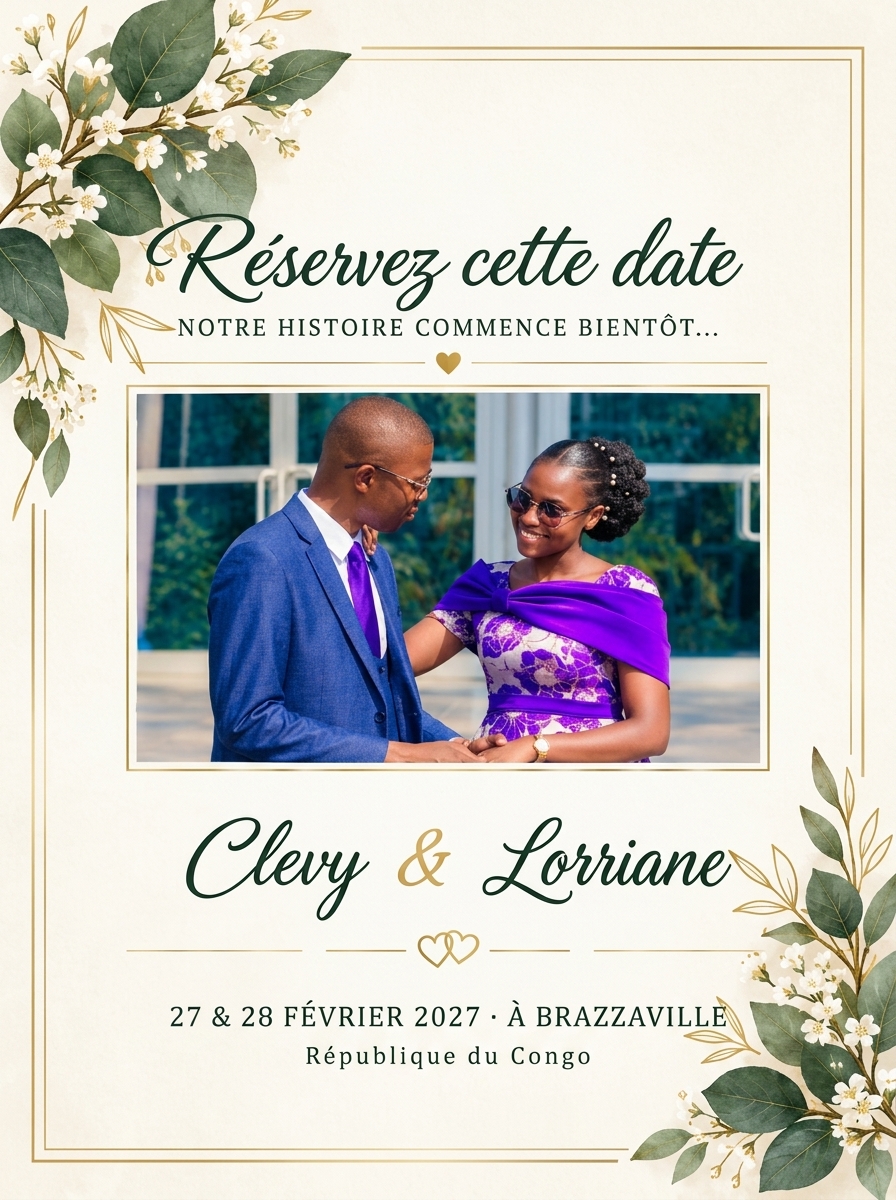 Réservez cette date
NOTRE HISTOIRE COMMENCE BIENTÔT...
Clevy & Lorriane
27 & 28 FÉVRIER 2027 · À BRAZZAVILLE
République du Congo